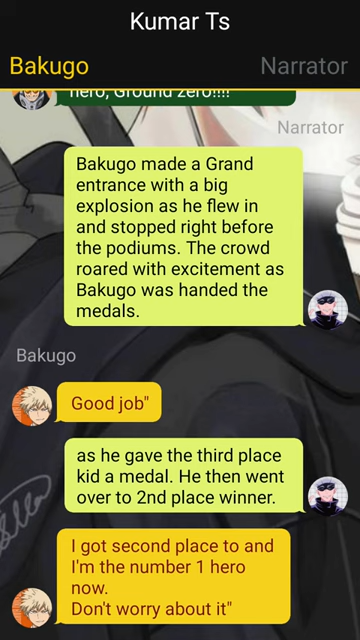 Kumar Ts
Bakugo
Narrator
hero, Ground zero!!!!
Narrator
Bakugo made a Grand
entrance with a big
explosion as he flew in
and stopped right before
the podiums. The crowd
roared with excitement as
Bakugo was handed the
medals.
Bakugo
Good job"
as he gave the third place
kid a medal. He then went
over to 2nd place winner.
I got second place to and
I'm the number 1 hero
now.
Don't worry about it"